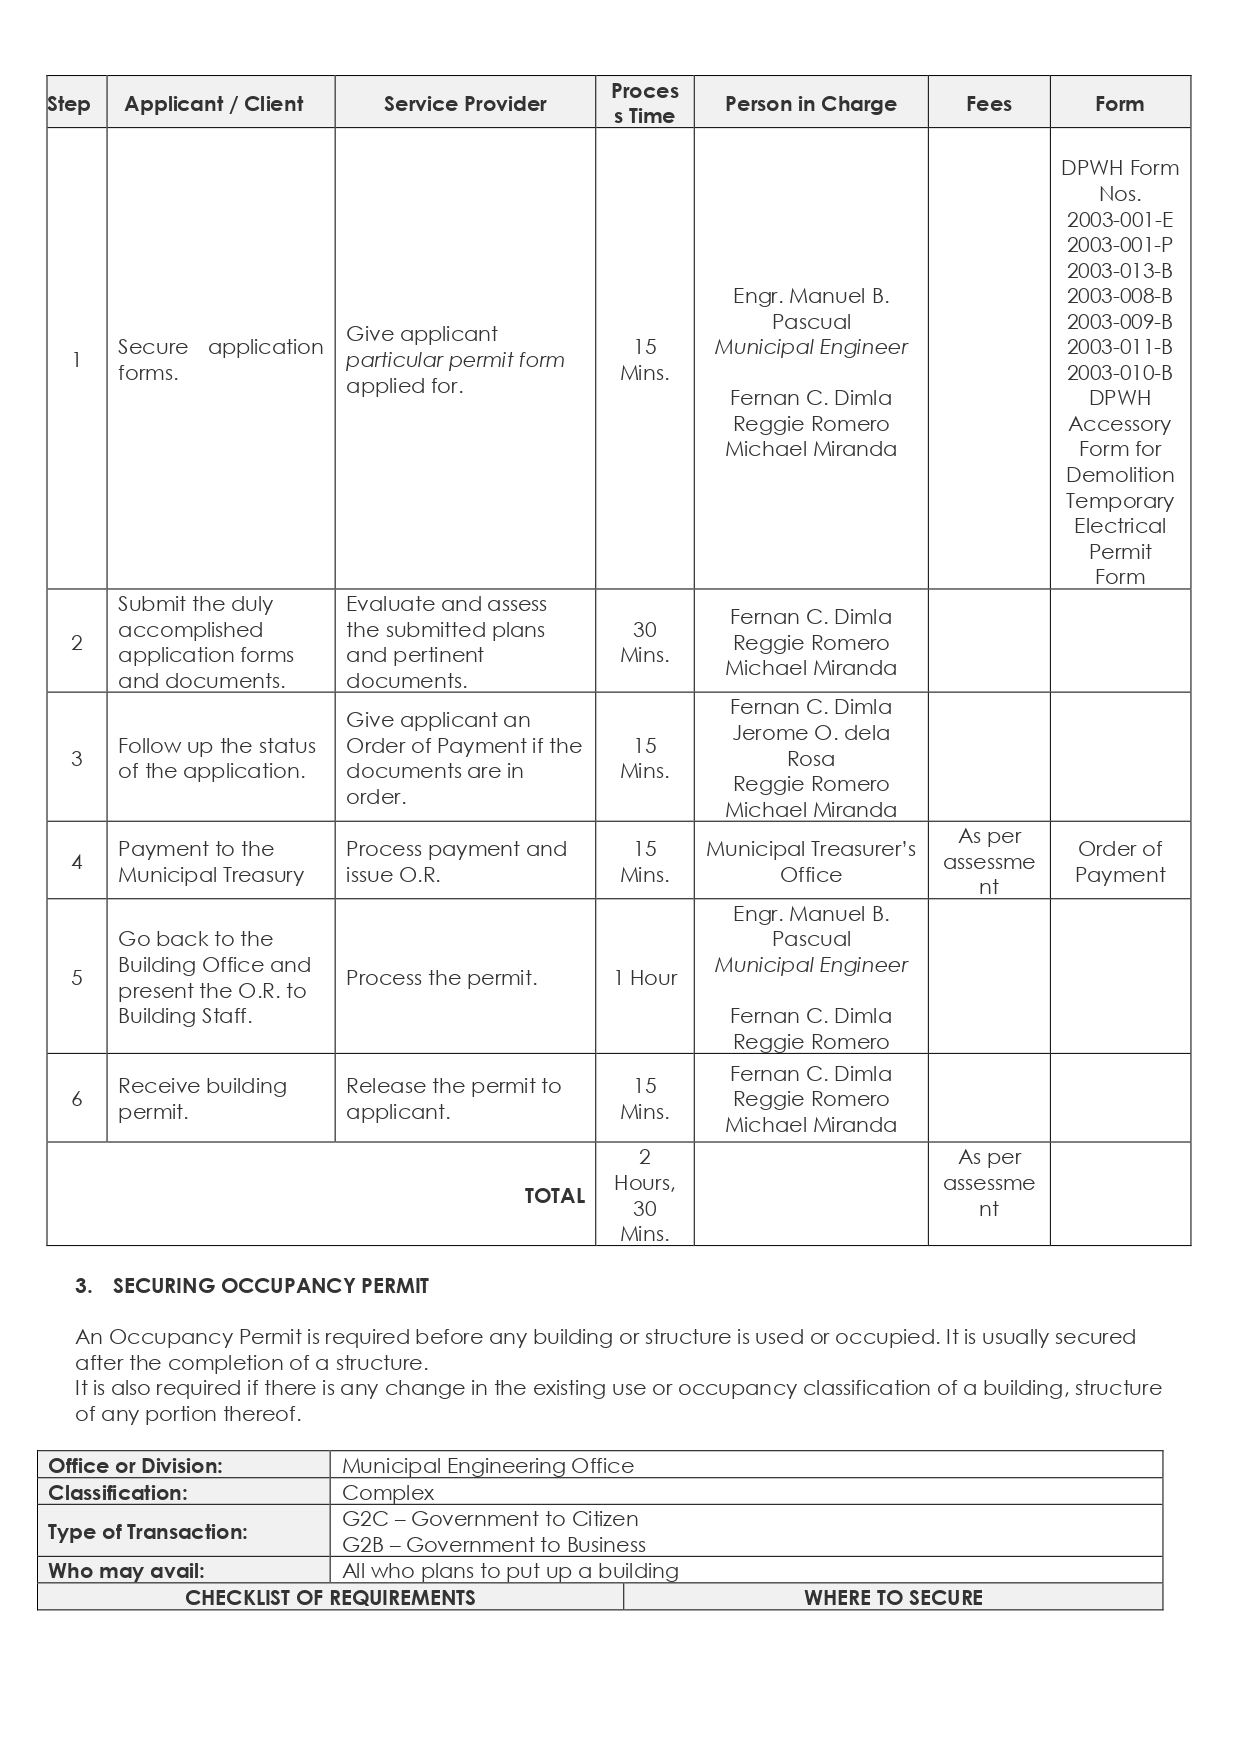 Step Applicant / Client Service Provider Proces
s Time Person in Charge Fees Form
1
Secure application
forms.
Give applicant
particular permit form
applied for.
15
Mins.
Engr. Manuel B.
Pascual
Municipal Engineer
Fernan C. Dimla
Reggie Romero
Michael Miranda
DPWH Form
Nos.
2003-001-E
2003-001-P
2003-013-B
2003-008-B
2003-009-B
2003-011-B
2003-010-B
DPWH
Accessory
Form for
Demolition
Temporary
Electrical
Permit
Form
2
Submit the duly
accomplished
application forms
and documents.
Evaluate and assess
the submitted plans
and pertinent
documents.
30
Mins.
Fernan C. Dimla
Reggie Romero
Michael Miranda
3
Follow up the status
of the application.
Give applicant an
Order of Payment if the
documents are in
order.
15
Mins.
Fernan C. Dimla
Jerome O. dela
Rosa
Reggie Romero
Michael Miranda
4
Payment to the
Municipal Treasury
Process payment and
issue O.R.
15
Mins.
Municipal Treasurer’s
Office
As per
assessme
nt
Order of
Payment
5
Go back to the
Building Office and
present the O.R. to
Building Staff.
Process the permit.
1 Hour
Engr. Manuel B.
Pascual
Municipal Engineer
Fernan C. Dimla
Reggie Romero
6
Receive building
permit.
Release the permit to
applicant.
15
Mins.
Fernan C. Dimla
Reggie Romero
Michael Miranda
TOTAL
2
Hours,
30
Mins.
As per
assessme
nt
3. SECURING OCCUPANCY PERMIT
An Occupancy Permit is required before any building or structure is used or occupied. It is usually secured
after the completion of a structure.
It is also required if there is any change in the existing use or occupancy classification of a building, structure
of any portion thereof.
Office or Division: Municipal Engineering Office
Classification: Complex
Type of Transaction:
G2C – Government to Citizen
G2B – Government to Business
Who may avail: All who plans to put up a building
CHECKLIST OF REQUIREMENTS WHERE TO SECURE